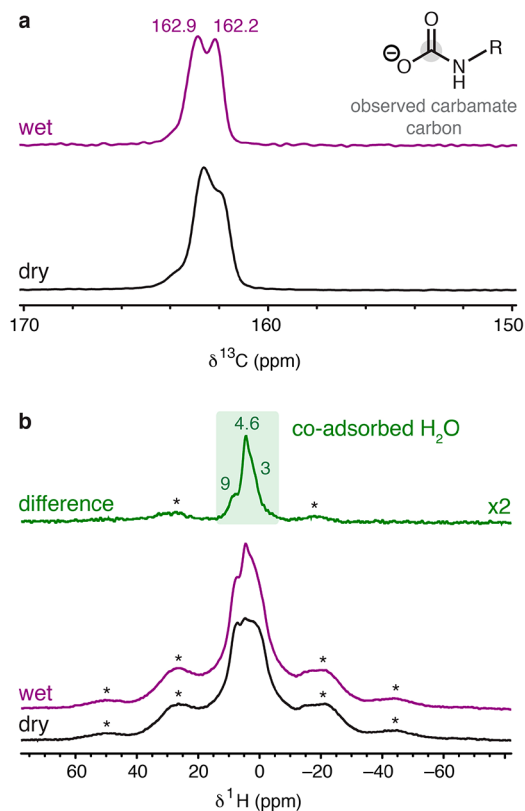 a
162.9 162.2
O
⊖
O
N
H
R
observed carbamate
carbon
wet
dry
170 160 150
δ¹³C (ppm)
b
4.6
co-adsorbed H₂O
9
3
difference
* *
x2
* * * *
wet
* * * *
dry
60 40 20 0 −20 −40 −60
δ¹H (ppm)